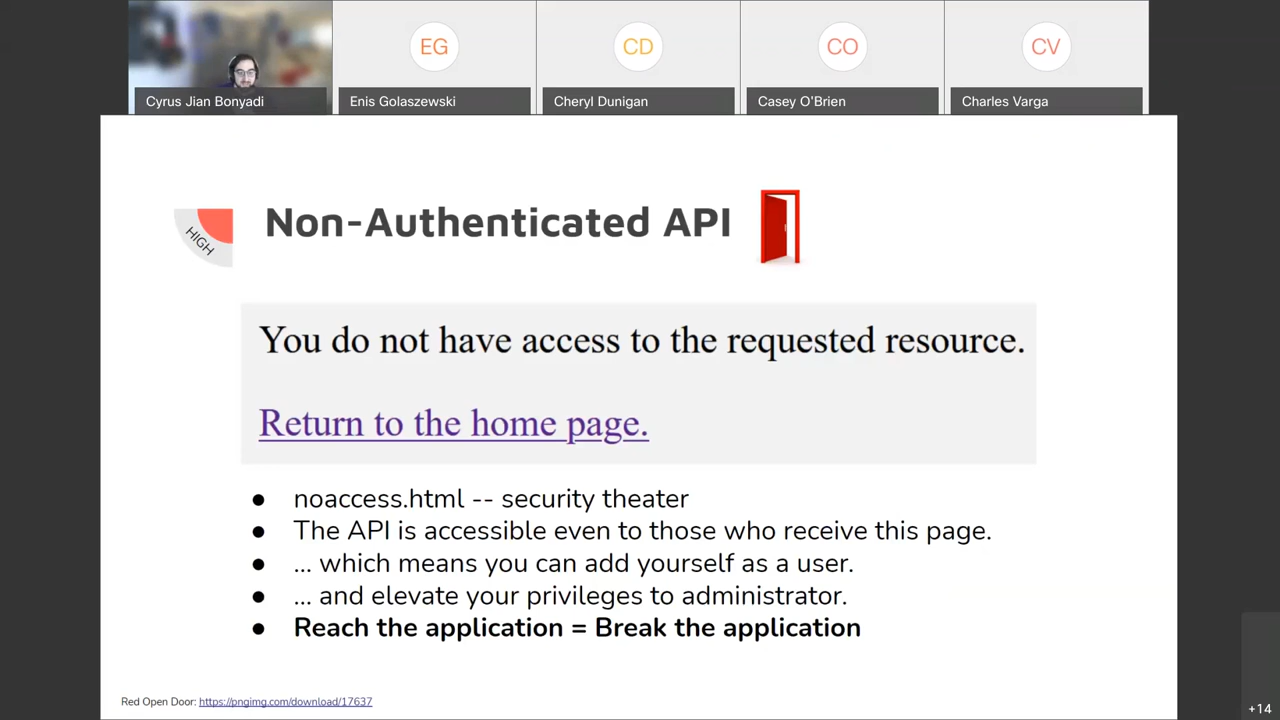 EG
CD
CO
CV
Cyrus Jian Bonyadi
Enis Golaszewski
Cheryl Dunigan
Casey O'Brien
Charles Varga
HIGH
Non-Authenticated API
You do not have access to the requested resource.
Return to the home page.
● noaccess.html -- security theater
● The API is accessible even to those who receive this page.
● ... which means you can add yourself as a user.
● ... and elevate your privileges to administrator.
● Reach the application = Break the application
Red Open Door: https://pngimg.com/download/17637
+14